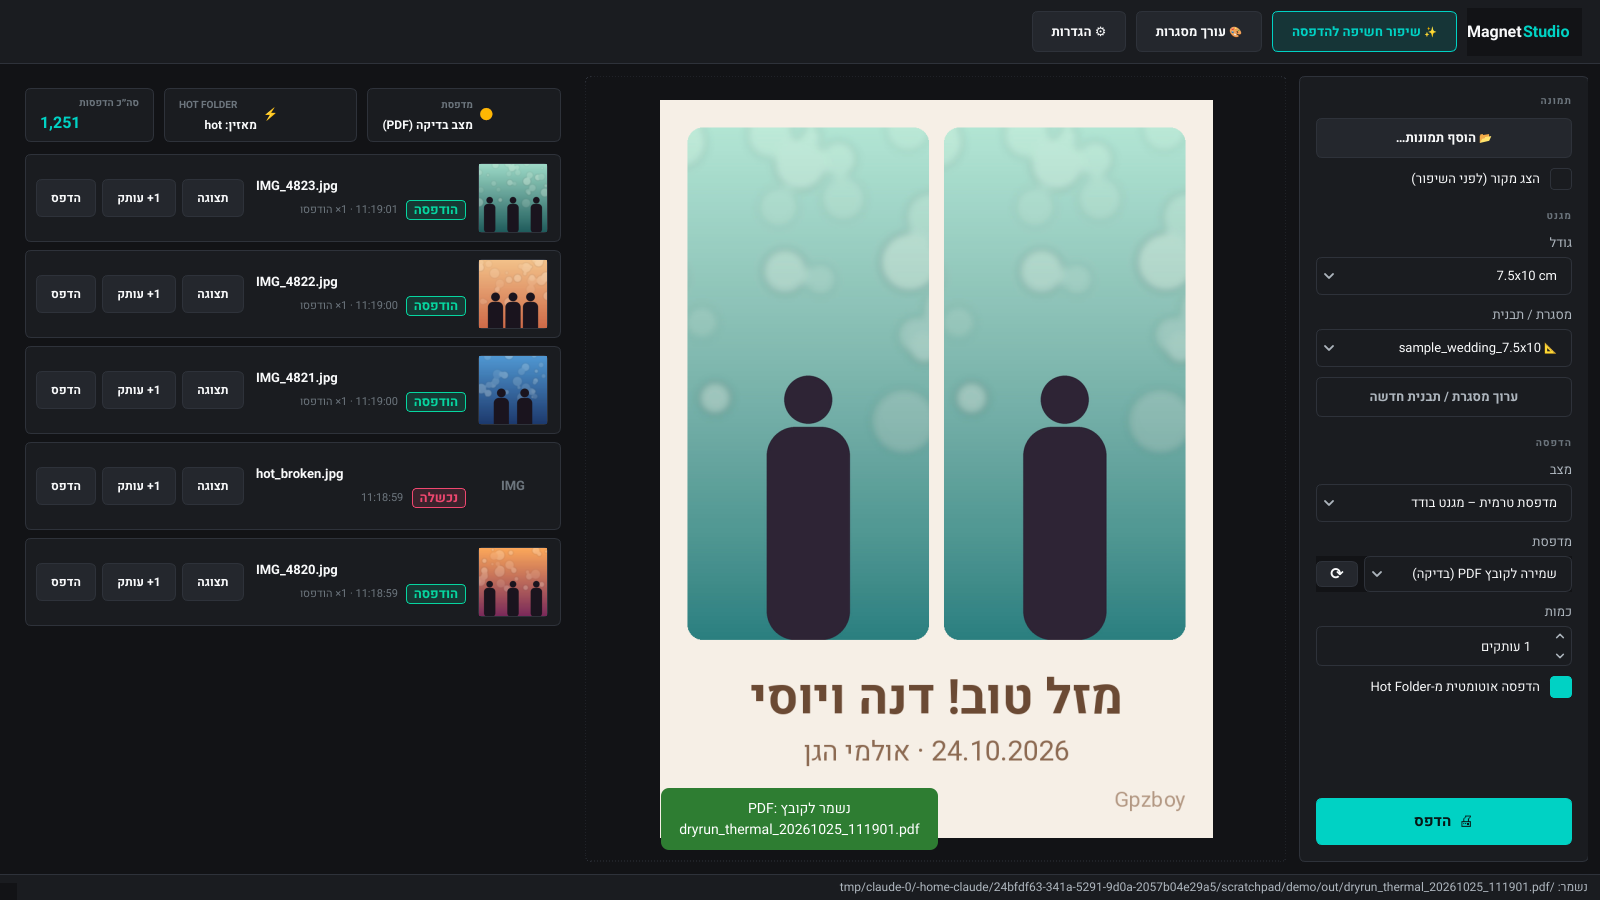 MagnetStudio
✨ שיפור חשיפה להדפסה
🎨 עורך מסגרות
⚙ הגדרות
תמונה
📂 הוסף תמונות...
הצג מקור (לפני השיפור)
מגנט
גודל
7.5x10 cm
מסגרת / תבנית
📐 sample_wedding_7.5x10
ערוך מסגרת / תבנית חדשה
הדפסה
מצב
מדפסת טרמית – מגנט בודד
מדפסת
שמירה לקובץ PDF (בדיקה)
כמות
1 עותקים
הדפסה אוטומטית מ-Hot Folder
🖨 הדפס
מזל טוב! דנה ויוסי
24.10.2026 · אולמי הגן
Gpzboy
נשמר לקובץ PDF:
dryrun_thermal_20261025_111901.pdf
מדפסת
מצב בדיקה (PDF)
HOT FOLDER
מאזין: hot
סה"כ הדפסות
1,251
IMG_4823.jpg
הודפסה
11:19:01 · 1× הודפסו
תצוגה
+1 עותק
הדפס
IMG_4822.jpg
הודפסה
11:19:00 · 1× הודפסו
תצוגה
+1 עותק
הדפס
IMG_4821.jpg
הודפסה
11:19:00 · 1× הודפסו
תצוגה
+1 עותק
הדפס
IMG
hot_broken.jpg
נכשלה
11:18:59
תצוגה
+1 עותק
הדפס
IMG_4820.jpg
הודפסה
11:18:59 · 1× הודפסו
תצוגה
+1 עותק
הדפס
נשמר: /tmp/claude-0/-home-claude/24bfdf63-341a-5291-9d0a-2057b04e29a5/scratchpad/demo/out/dryrun_thermal_20261025_111901.pdf